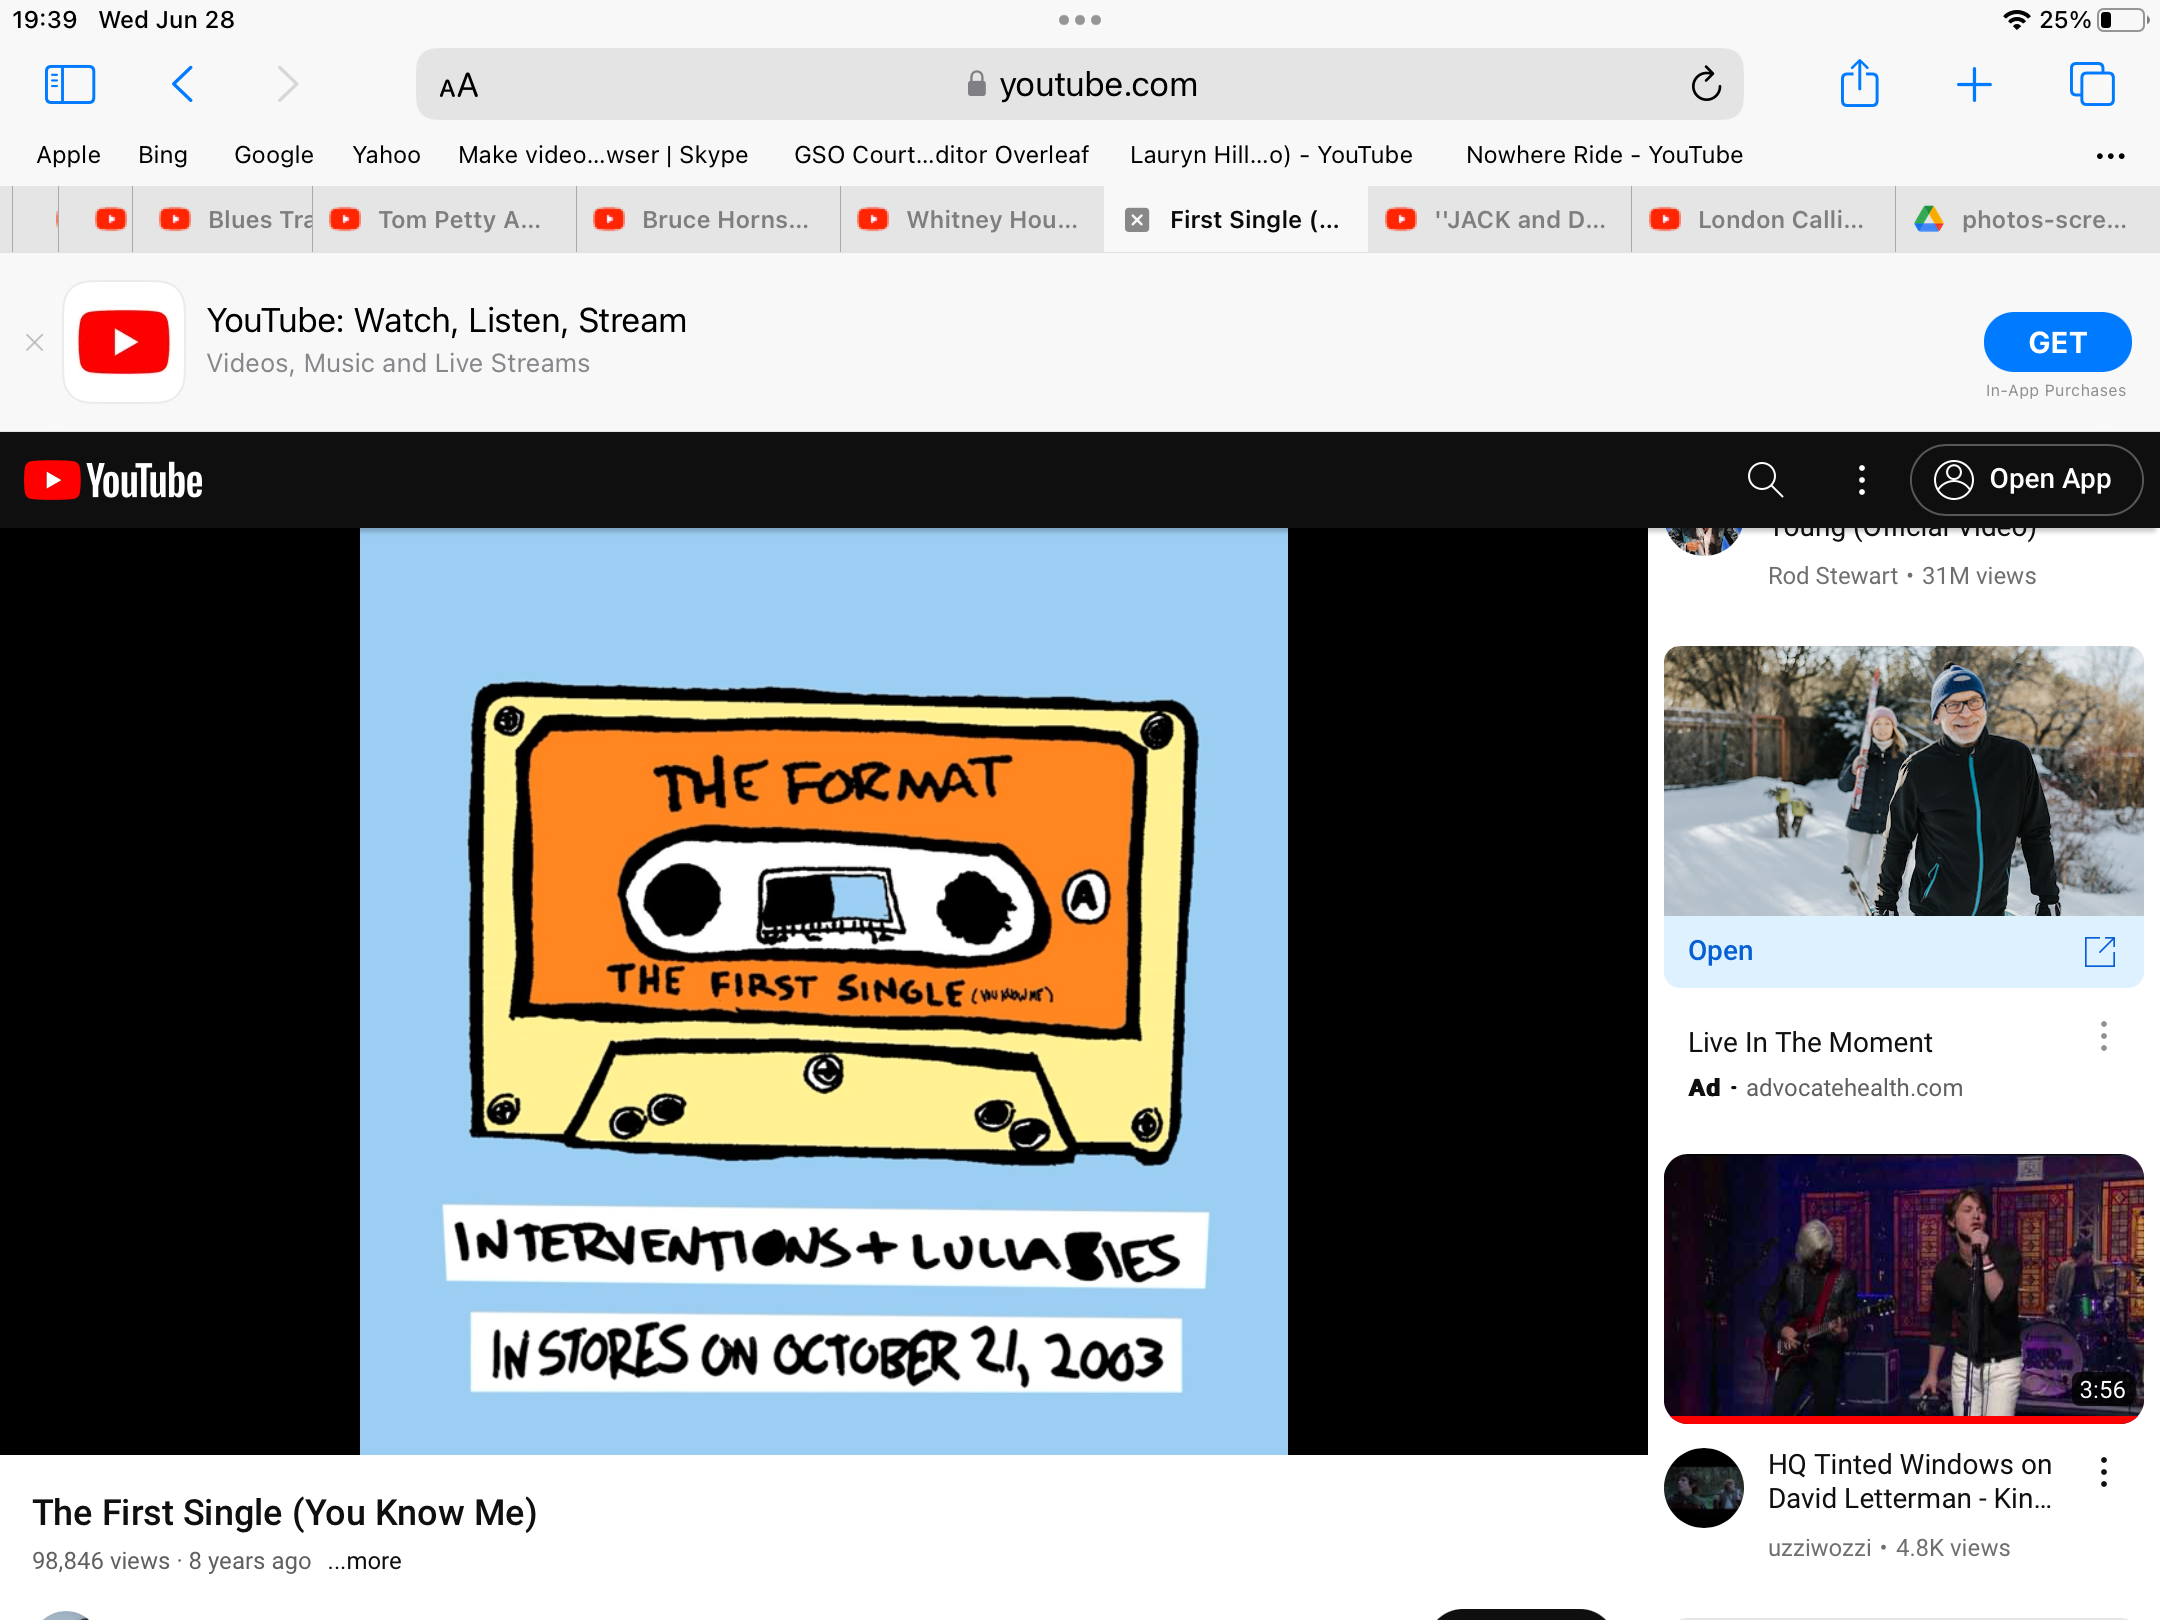 19:39 Wed Jun 28
25%
AA youtube.com
Apple Bing Google Yahoo Make video...wser | Skype GSO Court...ditor Overleaf Lauryn Hill...o) - YouTube Nowhere Ride - YouTube
Blues Tra Tom Petty A... Bruce Horns... Whitney Hou... First Single (... ''JACK and D... London Calli... photos-scre...
YouTube: Watch, Listen, Stream
Videos, Music and Live Streams
GET
In-App Purchases
YouTube
Open App
THE FORMAT
A
THE FIRST SINGLE (YOU KNOW ME)
INTERVENTIONS + LULLABIES
IN STORES ON OCTOBER 21, 2003
The First Single (You Know Me)
98,846 views · 8 years ago ...more
Young (Official Video)
Rod Stewart • 31M views
Open
Live In The Moment
Ad · advocatehealth.com
3:56
HQ Tinted Windows on
David Letterman - Kin...
uzziwozzi • 4.8K views